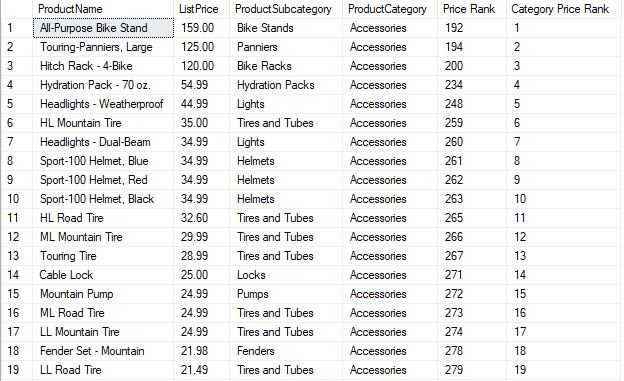 ProductName ListPrice ProductSubcategory ProductCategory Price Rank Category Price Rank
1 All-Purpose Bike Stand 159.00 Bike Stands Accessories 192 1
2 Touring-Panniers, Large 125.00 Panniers Accessories 194 2
3 Hitch Rack - 4-Bike 120.00 Bike Racks Accessories 200 3
4 Hydration Pack - 70 oz. 54.99 Hydration Packs Accessories 234 4
5 Headlights - Weatherproof 44.99 Lights Accessories 248 5
6 HL Mountain Tire 35.00 Tires and Tubes Accessories 259 6
7 Headlights - Dual-Beam 34.99 Lights Accessories 260 7
8 Sport-100 Helmet, Blue 34.99 Helmets Accessories 261 8
9 Sport-100 Helmet, Red 34.99 Helmets Accessories 262 9
10 Sport-100 Helmet, Black 34.99 Helmets Accessories 263 10
11 HL Road Tire 32.60 Tires and Tubes Accessories 265 11
12 ML Mountain Tire 29.99 Tires and Tubes Accessories 266 12
13 Touring Tire 28.99 Tires and Tubes Accessories 267 13
14 Cable Lock 25.00 Locks Accessories 271 14
15 Mountain Pump 24.99 Pumps Accessories 272 15
16 ML Road Tire 24.99 Tires and Tubes Accessories 273 16
17 LL Mountain Tire 24.99 Tires and Tubes Accessories 274 17
18 Fender Set - Mountain 21.98 Fenders Accessories 278 18
19 LL Road Tire 21.49 Tires and Tubes Accessories 279 19